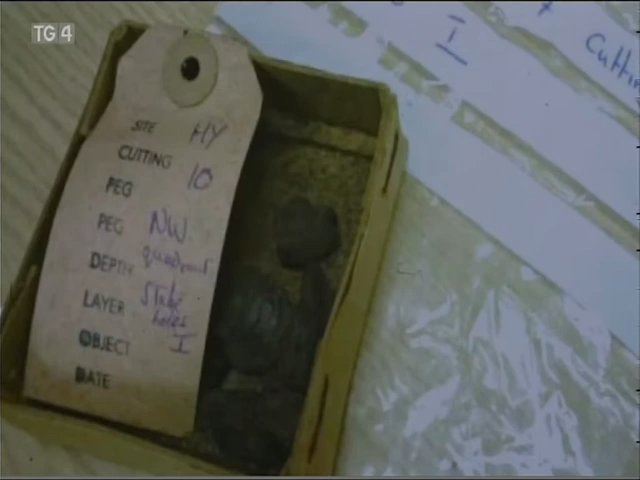 TG4
SITE HY
CUTTING 10
PEG
PEG NW
DEPTH quadrant
LAYER Stake
holes
OBJECT I
DATE
I
Cutting